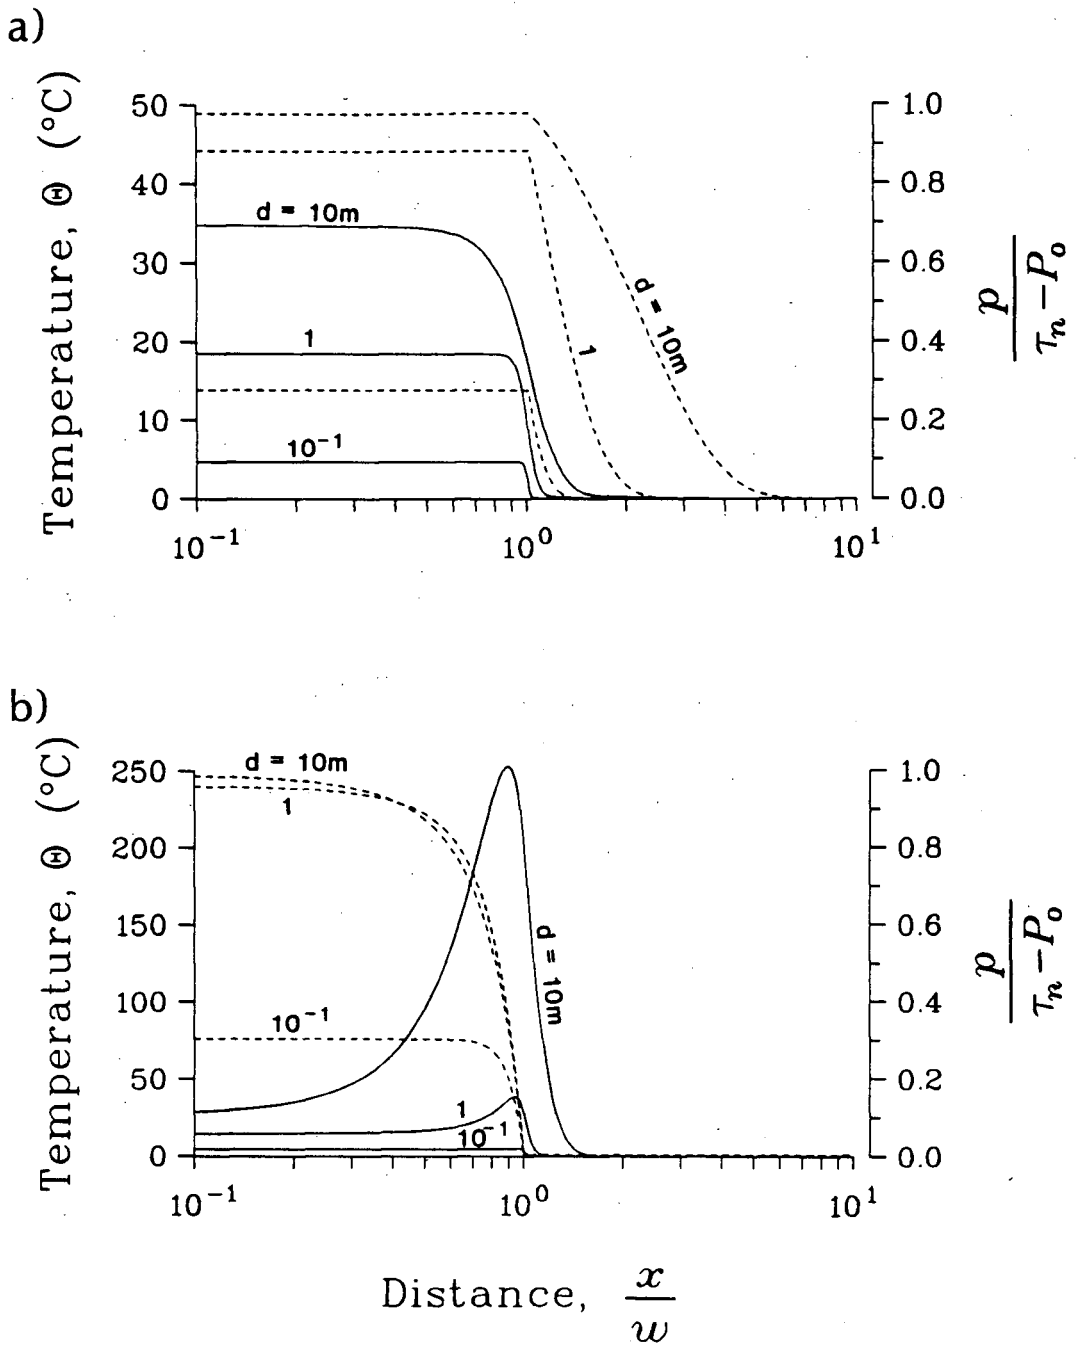 a)
Temperature, Θ (°C)
50
40
30
20
10
0
d = 10m
1
10⁻¹
d = 10m
1
1.0
0.8
0.6
0.4
0.2
0.0
p
τₙ−Pₒ
10⁻¹
10⁰
10¹
b)
Temperature, Θ (°C)
250
200
150
100
50
0
d = 10m
1
10⁻¹
d = 10m
1
10⁻¹
1.0
0.8
0.6
0.4
0.2
0.0
p
τₙ−Pₒ
10⁻¹
10⁰
10¹
Distance, x
w